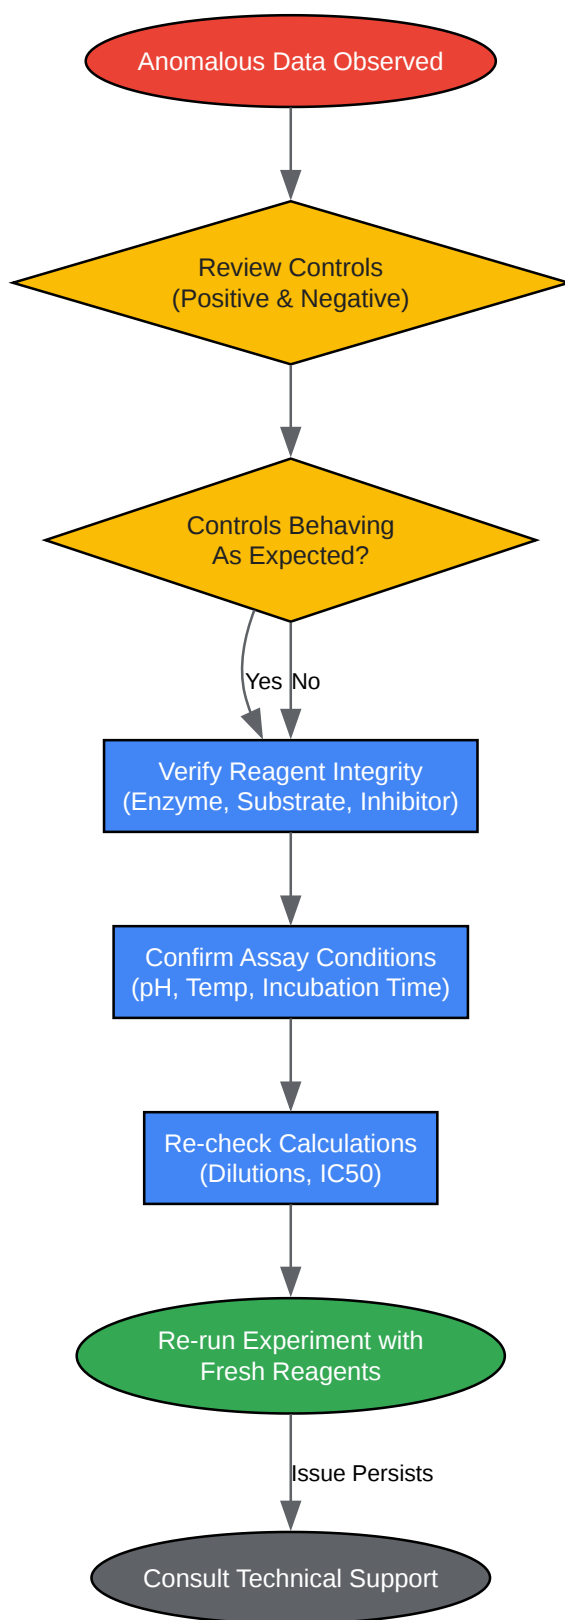 Anomalous Data Observed
Review Controls
(Positive & Negative)
Controls Behaving
As Expected?
Yes
No
Verify Reagent Integrity
(Enzyme, Substrate, Inhibitor)
Confirm Assay Conditions
(pH, Temp, Incubation Time)
Re-check Calculations
(Dilutions, IC50)
Re-run Experiment with
Fresh Reagents
Issue Persists
Consult Technical Support